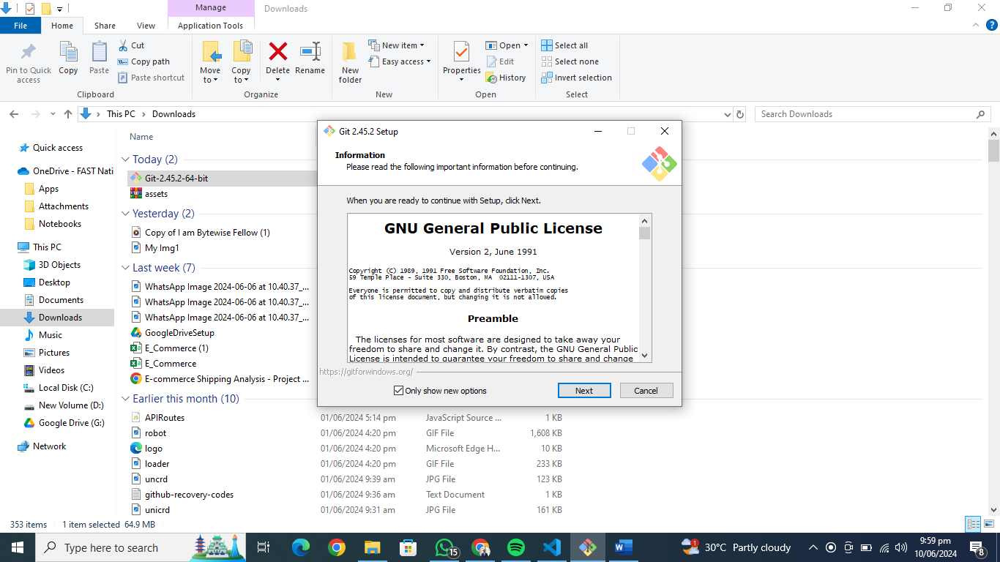 Manage
Downloads
File
Home
Share
View
Application Tools
Pin to Quick access
Copy
Paste
Cut
Copy path
Paste shortcut
Move to
Copy to
Delete
Rename
New folder
New item
Easy access
Properties
Open
Edit
History
Select all
Select none
Invert selection
Clipboard
Organize
New
Open
Select
This PC > Downloads
Search Downloads
Quick access
OneDrive - FAST Nati
Apps
Attachments
Notebooks
This PC
3D Objects
Desktop
Documents
Downloads
Music
Pictures
Videos
Local Disk (C:)
New Volume (D:)
Google Drive (G:)
Network
Name
Today (2)
Git-2.45.2-64-bit
assets
Yesterday (2)
Copy of I am Bytewise Fellow (1)
My Img1
Last week (7)
WhatsApp Image 2024-06-06 at 10.40.37_...
WhatsApp Image 2024-06-06 at 10.40.37_...
WhatsApp Image 2024-06-06 at 10.40.37_...
GoogleDriveSetup
E_Commerce (1)
E_Commerce
E-commerce Shipping Analysis - Project ...
Earlier this month (10)
APIRoutes 01/06/2024 5:14 pm JavaScript Source ... 1 KB
robot 01/06/2024 4:20 pm GIF File 1,608 KB
logo 01/06/2024 4:20 pm Microsoft Edge H... 10 KB
loader 01/06/2024 4:20 pm GIF File 233 KB
uncrd 01/06/2024 9:39 am JPG File 123 KB
github-recovery-codes 01/06/2024 9:36 am Text Document 1 KB
unicrd 01/06/2024 9:31 am JPG File 161 KB
Git 2.45.2 Setup
Information
Please read the following important information before continuing.
When you are ready to continue with Setup, click Next.
GNU General Public License
Version 2, June 1991
Copyright (C) 1989, 1991 Free Software Foundation, Inc.
59 Temple Place - Suite 330, Boston, MA 02111-1307, USA
Everyone is permitted to copy and distribute verbatim copies
of this license document, but changing it is not allowed.
Preamble
The licenses for most software are designed to take away your
freedom to share and change it. By contrast, the GNU General Public
License is intended to guarantee your freedom to share and change
https://gitforwindows.org/
Only show new options
Next
Cancel
353 items 1 item selected 64.9 MB
Type here to search
15
1
30°C Partly cloudy
9:59 pm
10/06/2024
8